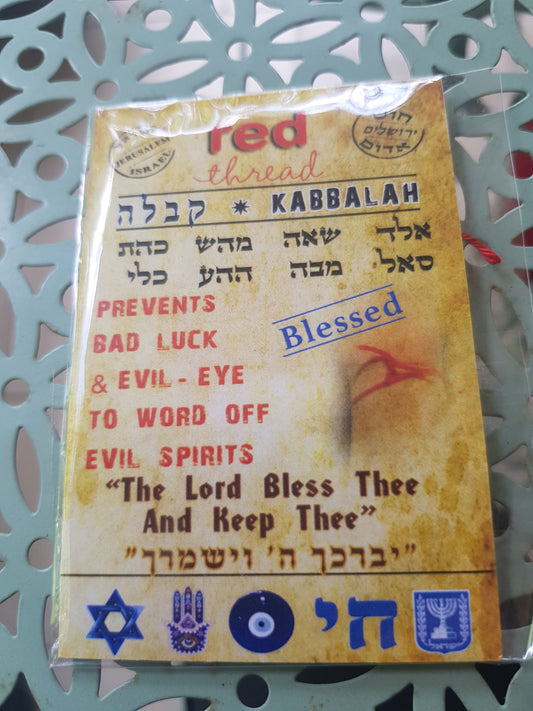 JERUSALEM
ISRAEL
red
thread
חוט
ירושלים
אדום
קבלה * KABBALAH
אלד שאה מהש כהת
סאל מבה ההע כלי
PREVENTS
BAD LUCK
& EVIL-EYE
TO WORD OFF
EVIL SPIRITS
Blessed
"The Lord Bless Thee
And Keep Thee"
"יברכך ה' וישמרך"
חי